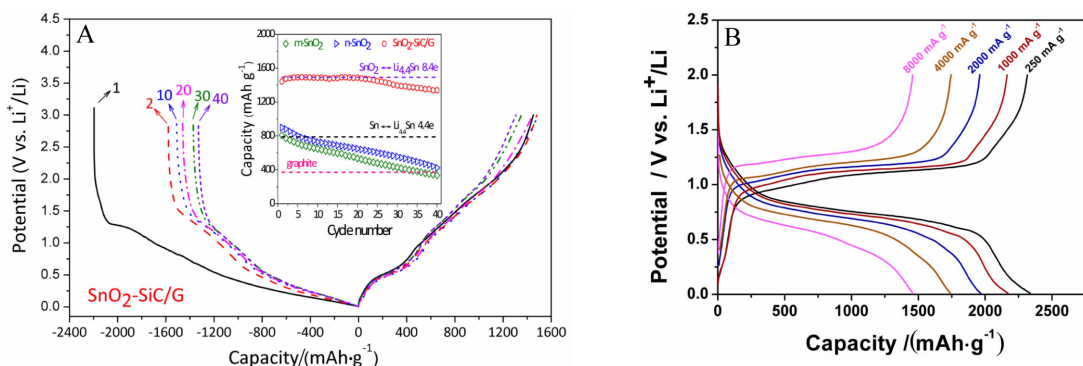 A
4.5
4.0
3.5
3.0
2.5
2.0
1.5
1.0
0.5
0.0
Potential (V vs. Li⁺/Li)
-2400 -2000 -1600 -1200 -800 -400 0 400 800 1200 1600
Capacity/(mAh·g⁻¹)
1
2
10
20
30
40
SnO₂-SiC/G
2000
1600
1200
800
400
0
Capacity (mAh g⁻¹)
m-SnO₂ n-SnO₂ SnO₂-SiC/G
SnO₂ ↔ Li₄.₄Sn 8.4e
Sn ↔ Li₄.₄Sn 4.4e
graphite
0 5 10 15 20 25 30 35 40
Cycle number
B
2.5
2.0
1.5
1.0
0.5
0.0
Potential / V vs. Li⁺/Li
8000 mA g⁻¹
4000 mA g⁻¹
2000 mA g⁻¹
1000 mA g⁻¹
250 mA g⁻¹
0 500 1000 1500 2000 2500
Capacity /(mAh·g⁻¹)